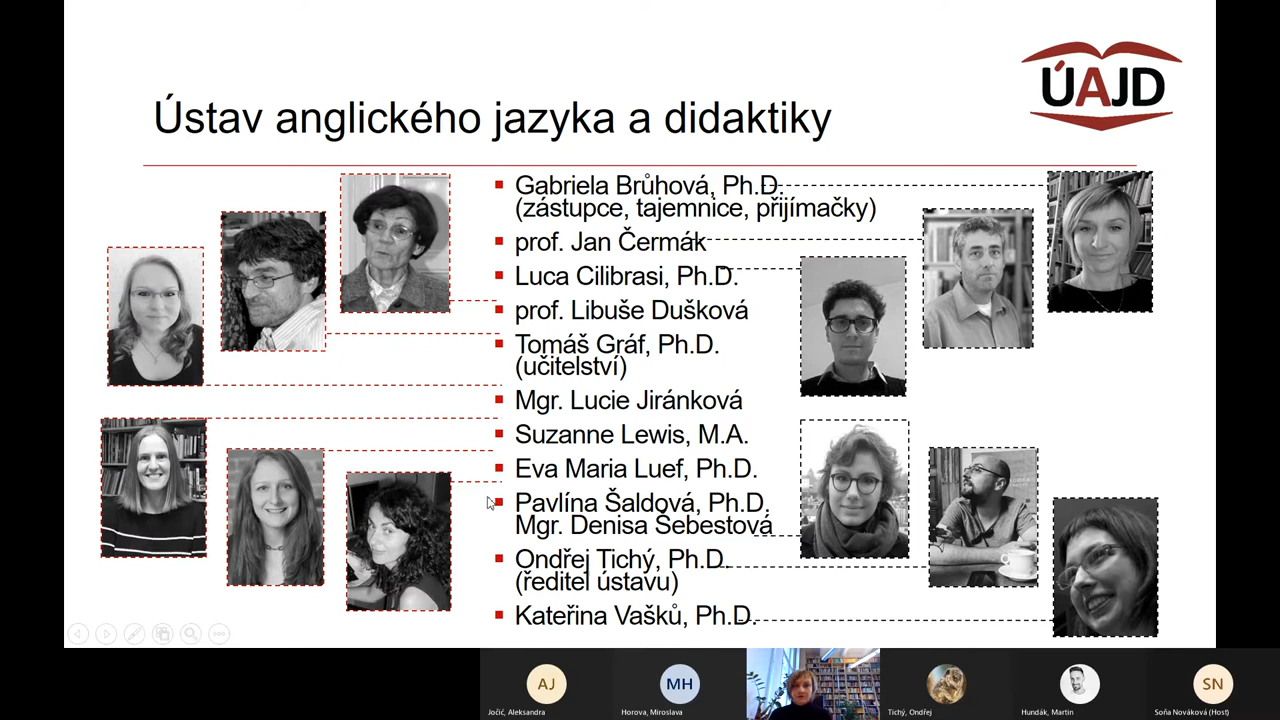 ÚAJD
Ústav anglického jazyka a didaktiky
Gabriela Brůhová, Ph.D.
(zástupce, tajemnice, přijímačky)
prof. Jan Čermák
Luca Cilibrasi, Ph.D.
prof. Libuše Dušková
Tomáš Gráf, Ph.D.
(učitelství)
Mgr. Lucie Jiránková
Suzanne Lewis, M.A.
Eva Maria Luef, Ph.D.
Pavlína Šaldová, Ph.D.
Mgr. Denisa Šebestová
Ondřej Tichý, Ph.D.
(ředitel ústavu)
Kateřina Vašků, Ph.D.
AJ
MH
SN
Jočić, Aleksandra
Horova, Miroslava
Tichý, Ondřej
Hundák, Martin
Soňa Nováková (Host)